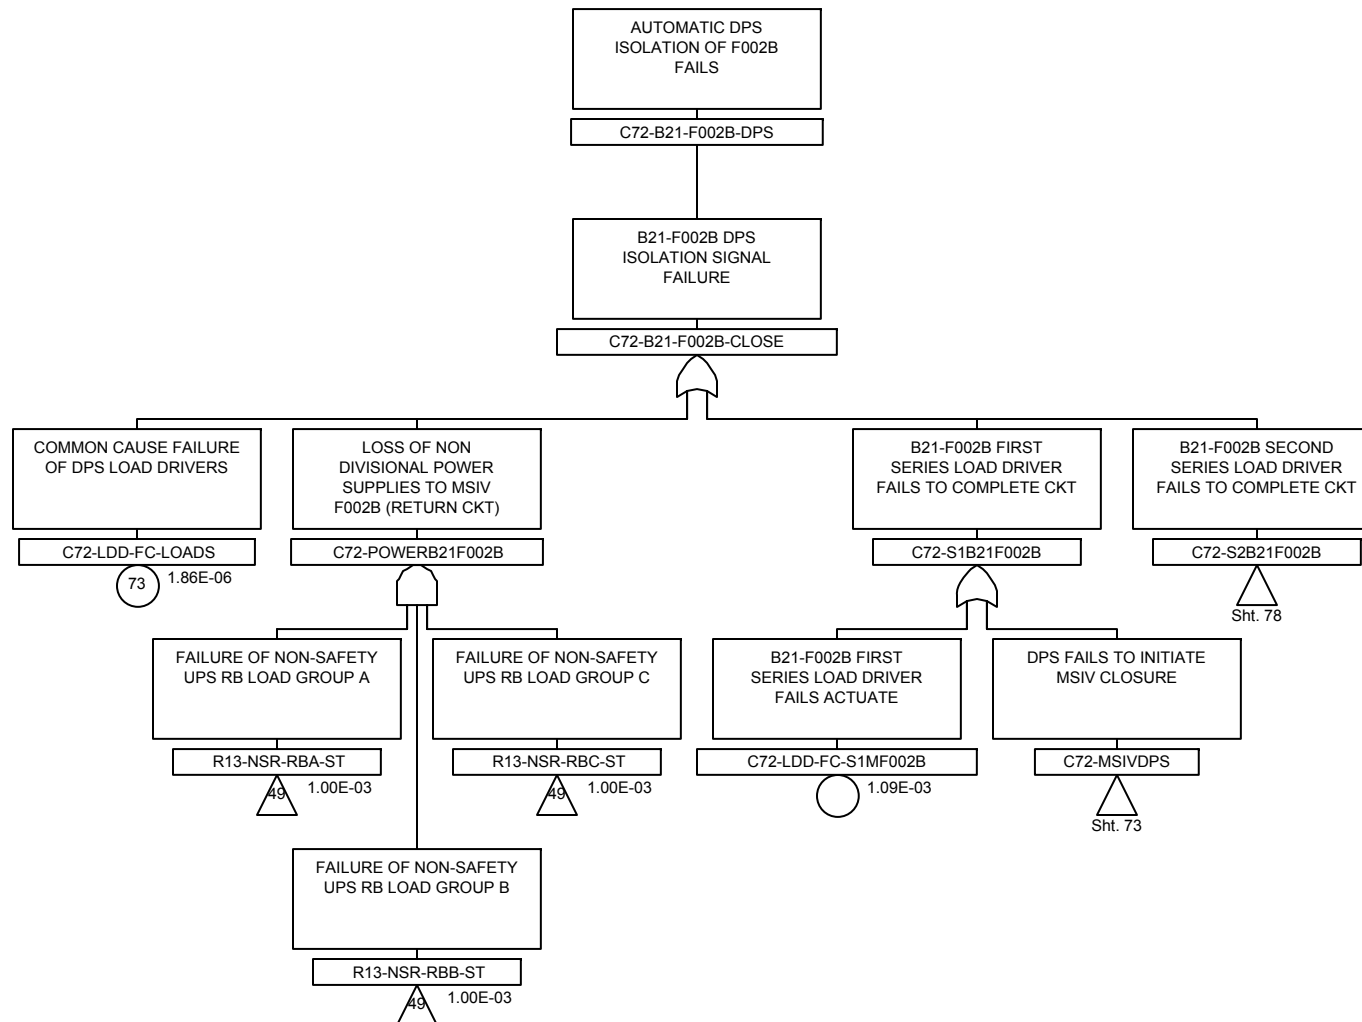 AUTOMATIC DPS
ISOLATION OF F002B
FAILS
C72-B21-F002B-DPS
B21-F002B DPS
ISOLATION SIGNAL
FAILURE
C72-B21-F002B-CLOSE
COMMON CAUSE FAILURE
OF DPS LOAD DRIVERS
C72-LDD-FC-LOADS
73
1.86E-06
LOSS OF NON
DIVISIONAL POWER
SUPPLIES TO MSIV
F002B (RETURN CKT)
C72-POWERB21F002B
B21-F002B FIRST
SERIES LOAD DRIVER
FAILS TO COMPLETE CKT
C72-S1B21F002B
B21-F002B SECOND
SERIES LOAD DRIVER
FAILS TO COMPLETE CKT
C72-S2B21F002B
Sht. 78
FAILURE OF NON-SAFETY
UPS RB LOAD GROUP A
R13-NSR-RBA-ST
49
1.00E-03
FAILURE OF NON-SAFETY
UPS RB LOAD GROUP C
R13-NSR-RBC-ST
49
1.00E-03
B21-F002B FIRST
SERIES LOAD DRIVER
FAILS ACTUATE
C72-LDD-FC-S1MF002B
1.09E-03
DPS FAILS TO INITIATE
MSIV CLOSURE
C72-MSIVDPS
Sht. 73
FAILURE OF NON-SAFETY
UPS RB LOAD GROUP B
R13-NSR-RBB-ST
49
1.00E-03